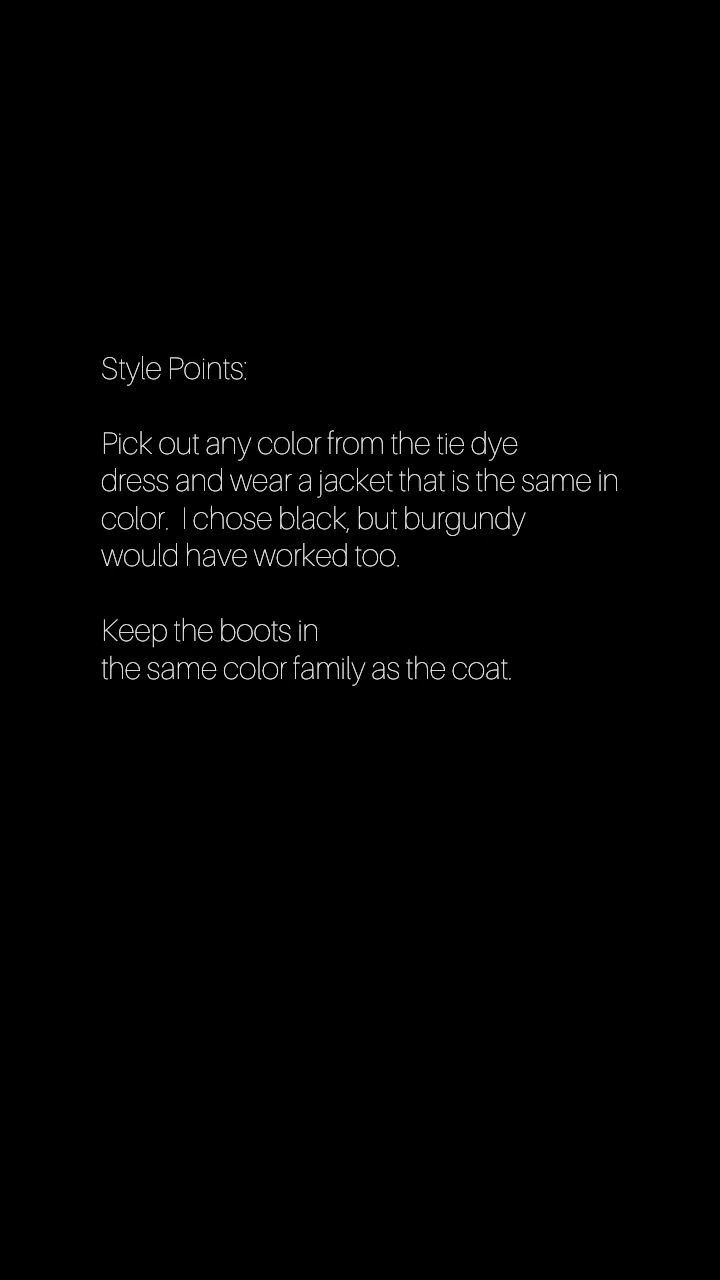 Style Points:
Pick out any color from the tie dye
dress and wear a jacket that is the same in
color.  I chose black, but burgundy
would have worked too.
Keep the boots in
the same color family as the coat.